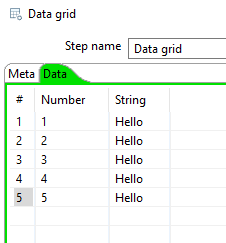 Data grid
Step name Data grid
Meta Data
# Number String
1 1 Hello
2 2 Hello
3 3 Hello
4 4 Hello
5 5 Hello